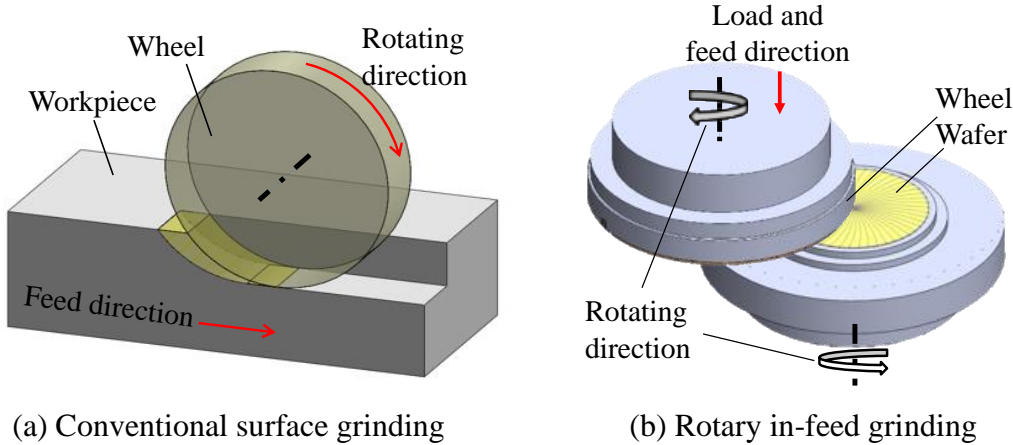 Wheel
Rotating
direction
Workpiece
Feed direction
(a) Conventional surface grinding
Load and
feed direction
Wheel
Wafer
Rotating
direction
(b) Rotary in-feed grinding